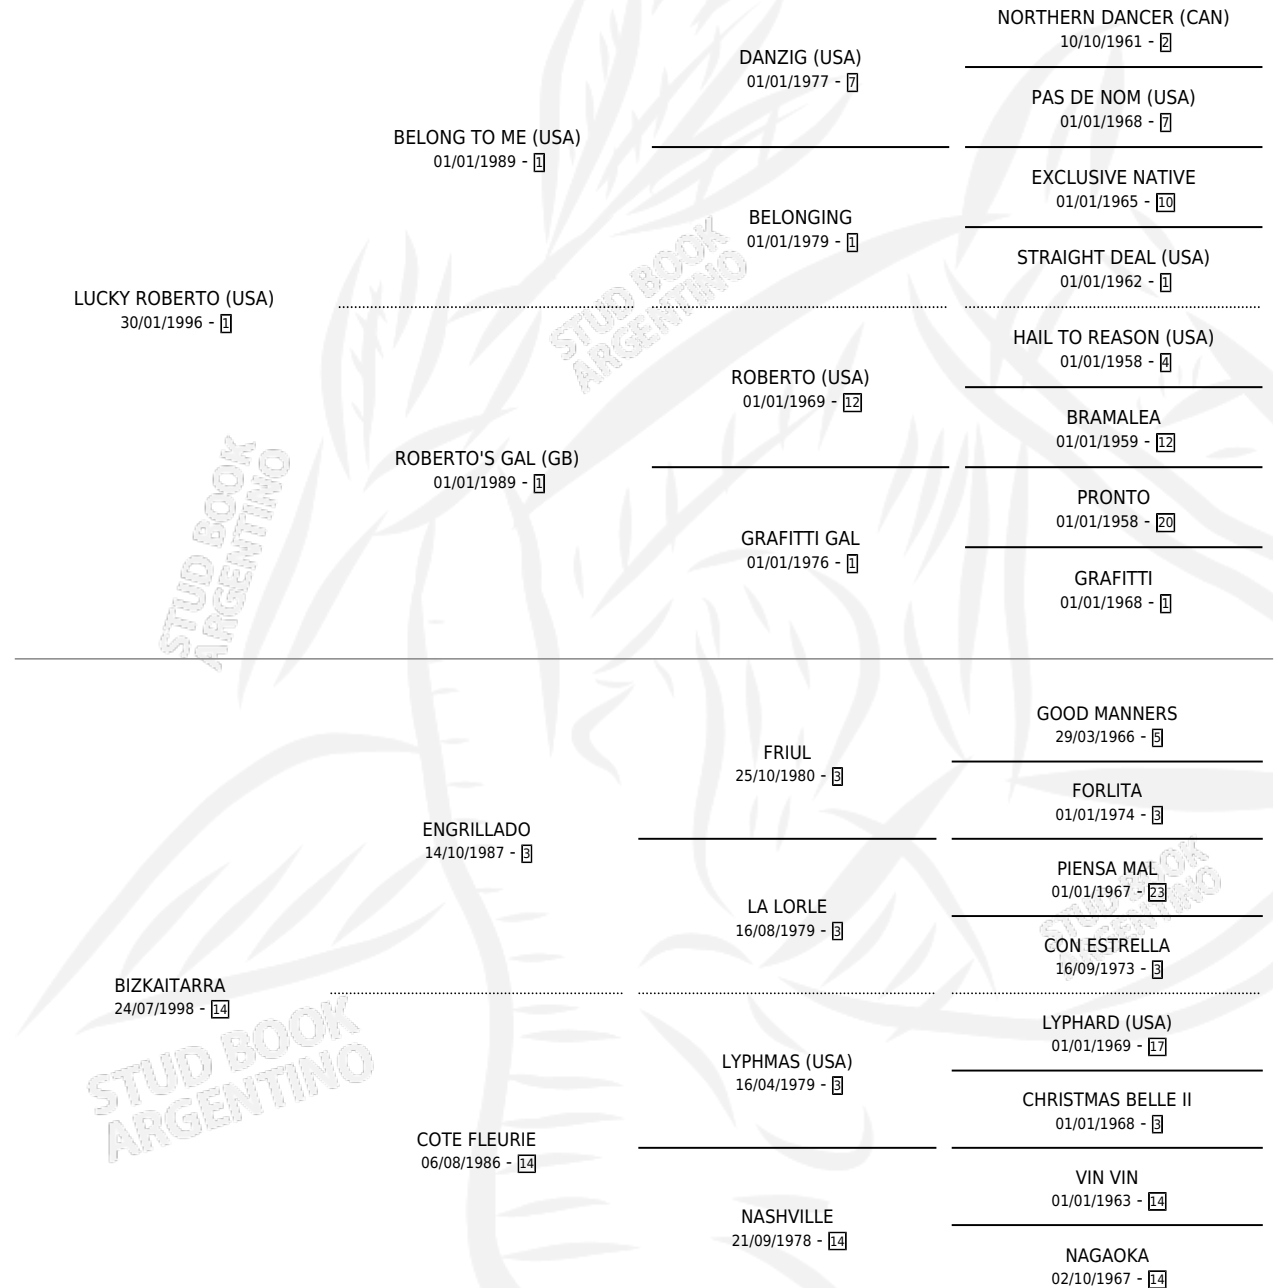 NORTHERN DANCER (CAN)
10/10/1961 - 2
DANZIG (USA)
01/01/1977 - 7
PAS DE NOM (USA)
01/01/1968 - 7
BELONG TO ME (USA)
01/01/1989 - 1
EXCLUSIVE NATIVE
01/01/1965 - 10
BELONGING
01/01/1979 - 1
STRAIGHT DEAL (USA)
01/01/1962 - 1
LUCKY ROBERTO (USA)
30/01/1996 - 1
HAIL TO REASON (USA)
01/01/1958 - 4
ROBERTO (USA)
01/01/1969 - 12
BRAMALEA
01/01/1959 - 12
ROBERTO'S GAL (GB)
01/01/1989 - 1
PRONTO
01/01/1958 - 20
GRAFITTI GAL
01/01/1976 - 1
GRAFITTI
01/01/1968 - 1
STUD BOOK
ARGENTINO
STUD BOOK
ARGENTINO
GOOD MANNERS
29/03/1966 - 5
FRIUL
25/10/1980 - 3
FORLITA
01/01/1974 - 3
ENGRILLADO
14/10/1987 - 3
PIENSA MAL
01/01/1967 - 23
LA LORLE
16/08/1979 - 3
CON ESTRELLA
16/09/1973 - 3
STUD BOOK
ARGENTINO
BIZKAITARRA
24/07/1998 - 14
LYPHARD (USA)
01/01/1969 - 17
LYPHMAS (USA)
16/04/1979 - 3
CHRISTMAS BELLE II
01/01/1968 - 3
COTE FLEURIE
06/08/1986 - 14
VIN VIN
01/01/1963 - 14
NASHVILLE
21/09/1978 - 14
NAGAOKA
02/10/1967 - 14
STUD BOOK
ARGENTINO